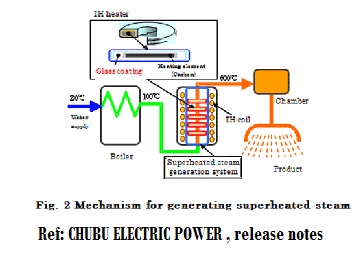 IH heater
Glass coating
Heating element
(Carbon)
600℃
20℃
100℃
Water
supply
IH coil
Chamber
Boiler
Superheated steam
generation system
Product
Fig. 2 Mechanism for generating superheated steam
Ref: CHUBU ELECTRIC POWER , release notes